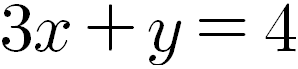 3x + y = 4